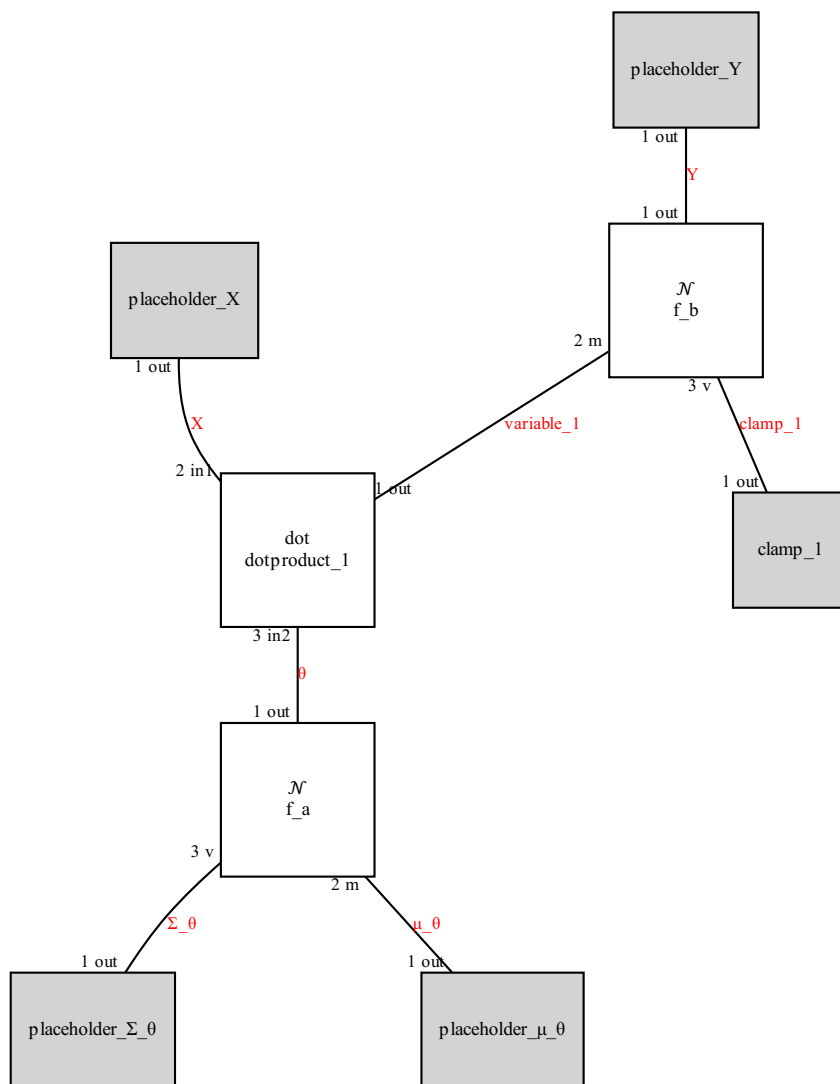 placeholder_Y
1 out
Y
1 out
𝒩
f_b
placeholder_X
1 out
2 m
3 v
X
variable_1
clamp_1
2 in1
1 out
1 out
dot
dotproduct_1
clamp_1
3 in2
θ
1 out
𝒩
f_a
3 v
2 m
Σ_θ
μ_θ
1 out
1 out
placeholder_Σ_θ
placeholder_μ_θ